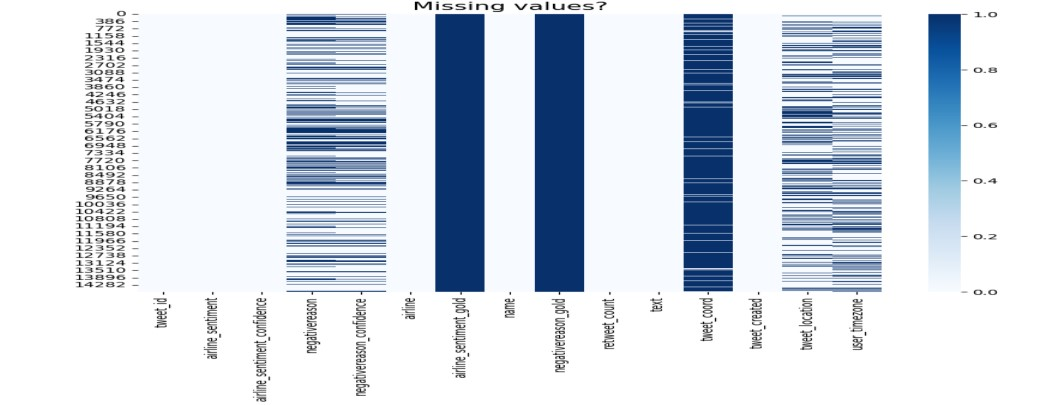 Missing values?
0
386
772
1158
1544
1930
2316
2702
3088
3474
3860
4246
4632
5018
5404
5790
6176
6562
6948
7334
7720
8106
8492
8878
9264
9650
10036
10422
10808
11194
11580
11966
12352
12738
13124
13510
13896
14282
tweet_id
airline_sentiment
airline_sentiment_confidence
negativereason
negativereason_confidence
airline
airline_sentiment_gold
name
negativereason_gold
retweet_count
text
tweet_coord
tweet_created
tweet_location
user_timezone
1.0
0.8
0.6
0.4
0.2
0.0